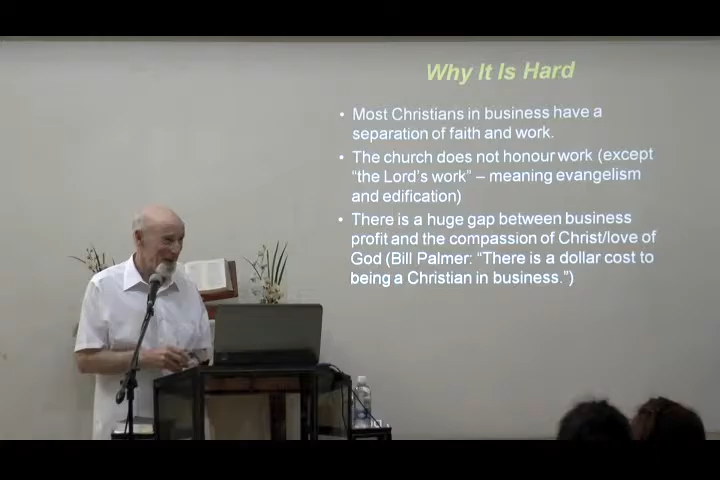 Why It Is Hard
• Most Christians in business have a
separation of faith and work.
• The church does not honour work (except
“the Lord’s work” – meaning evangelism
and edification)
• There is a huge gap between business
profit and the compassion of Christ/love of
God (Bill Palmer: “There is a dollar cost to
being a Christian in business.”)